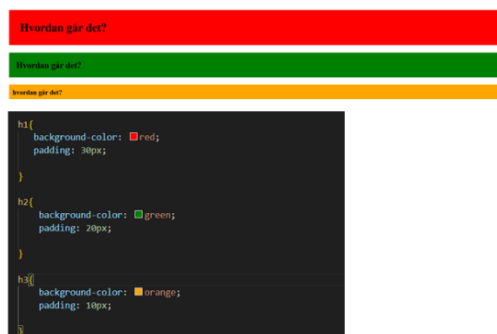 Hvordan går det?
Hvordan går det?
hvordan går det?
h1{
background-color: red;
padding: 30px;
}
h2{
background-color: green;
padding: 20px;
}
h3{
background-color: orange;
padding: 10px;
}